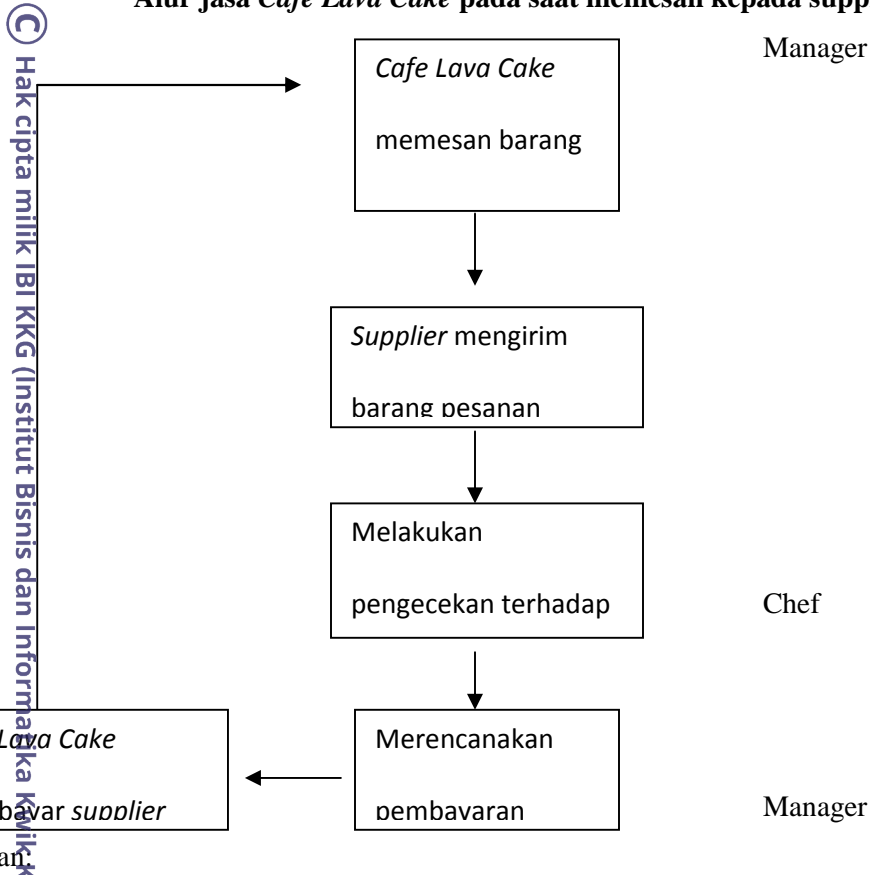 Alur jasa Cafe Lava Cake pada saat memesan kepada supp
Cafe Lava Cake
memesan barang
Manager
Supplier mengirim
barang pesanan
Melakukan
pengecekan terhadap
Chef
Merencanakan
pembayaran
Manager
Lava Cake
bayar supplier
an:
© Hak cipta milik IBI KKG (Institut Bisnis dan Informatika Kwik K